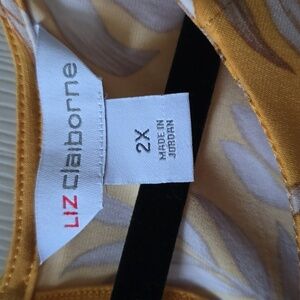 LIZ claiborne
2X
MADE IN
JORDAN